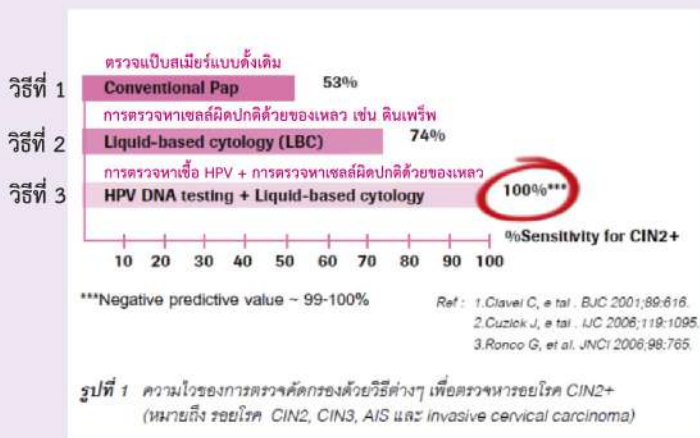 ตรวจแป๊ปสเมียร์แบบดั้งเดิม
วิธีที่ 1 Conventional Pap 53%
การตรวจหาเซลล์ผิดปกติด้วยของเหลว เช่น ตินเพร็พ
วิธีที่ 2 Liquid-based cytology (LBC) 74%
การตรวจหาเชื้อ HPV + การตรวจหาเซลล์ผิดปกติด้วยของเหลว
วิธีที่ 3 HPV DNA testing + Liquid-based cytology 100%***
%Sensitivity for CIN2+
10 20 30 40 50 60 70 80 90 100
***Negative predictive value ~ 99-100%
Ref : 1.Clavel C, e tal . BJC 2001;89:616.
2.Cuzick J, e tal . IJC 2006;119:1095.
3.Ronco G, et al. JNCI 2006;98:765.
รูปที่ 1 ความไวของการตรวจคัดกรองด้วยวิธีต่างๆ เพื่อตรวจหารอยโรค CIN2+
(หมายถึง รอยโรค CIN2, CIN3, AIS และ invasive cervical carcinoma)